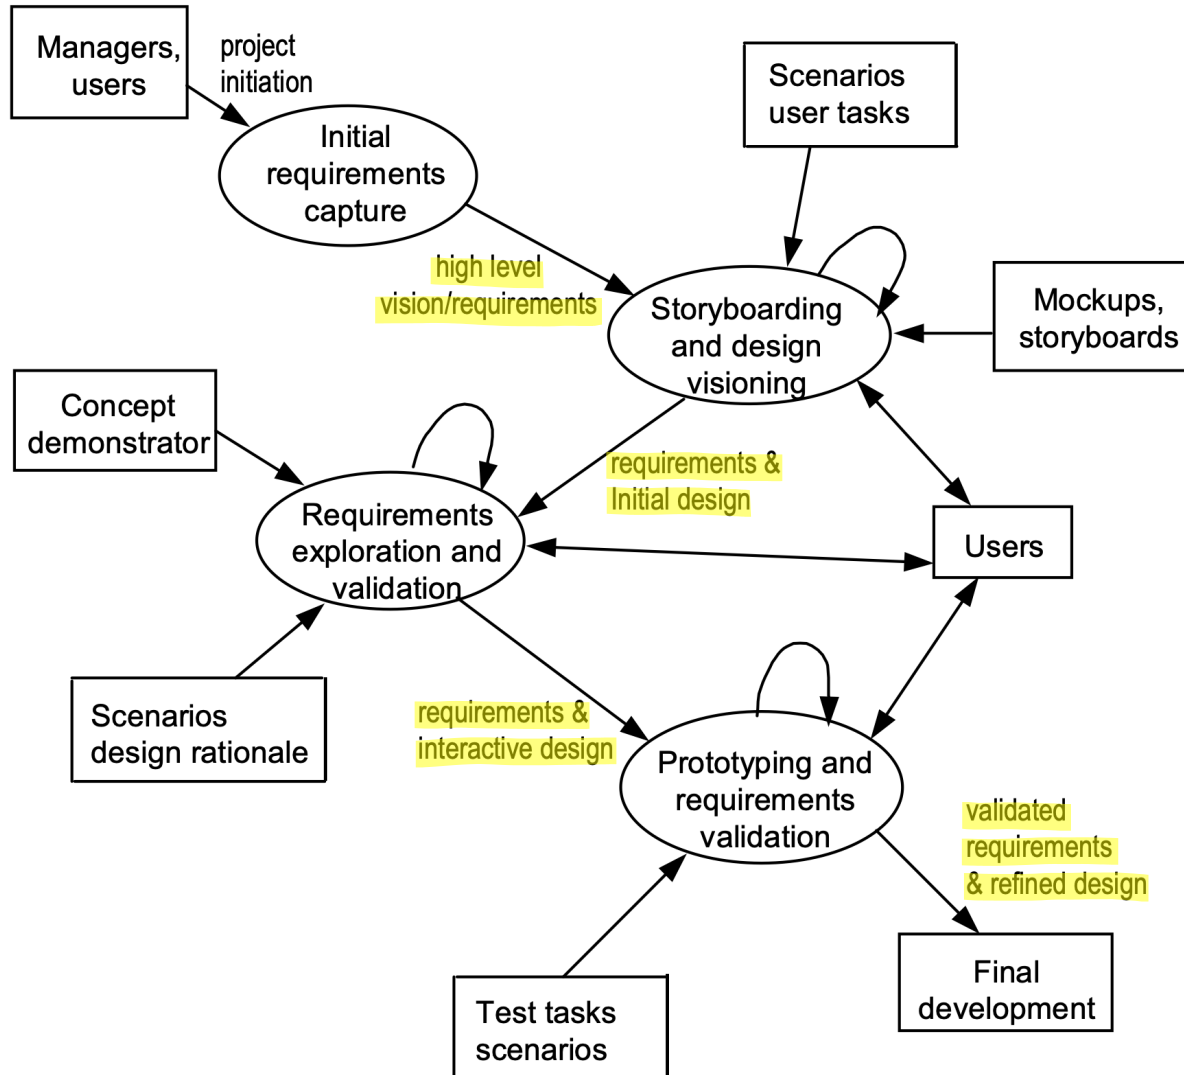 Managers,
users
project
initiation
Initial
requirements
capture
Scenarios
user tasks
high level
vision/requirements
Storyboarding
and design
visioning
Mockups,
storyboards
Concept
demonstrator
requirements &
Initial design
Requirements
exploration and
validation
Users
Scenarios
design rationale
requirements &
interactive design
Prototyping and
requirements
validation
validated
requirements
& refined design
Test tasks
scenarios
Final
development